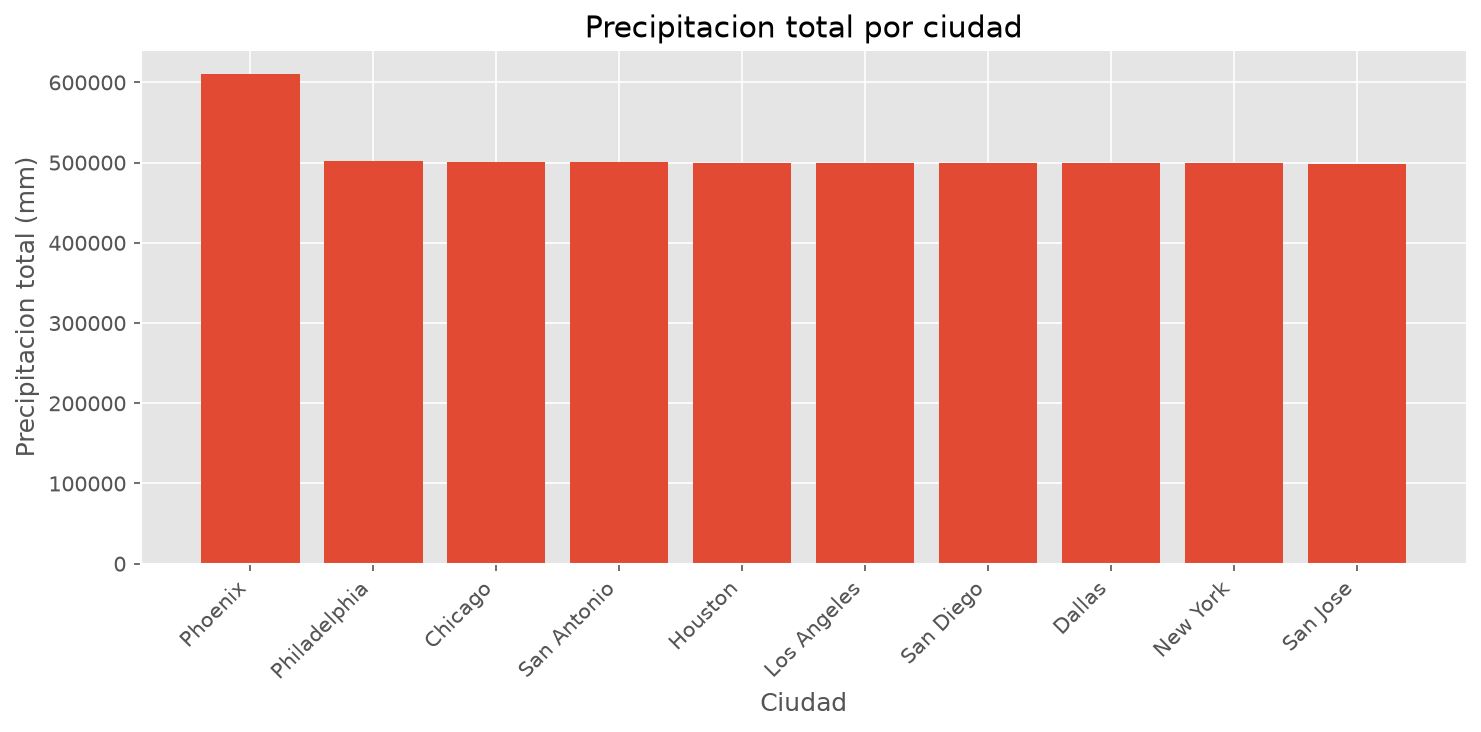 Precipitacion total por ciudad
Precipitacion total (mm)
600000
500000
400000
300000
200000
100000
0
Phoenix
Philadelphia
Chicago
San Antonio
Houston
Los Angeles
San Diego
Dallas
New York
San Jose
Ciudad